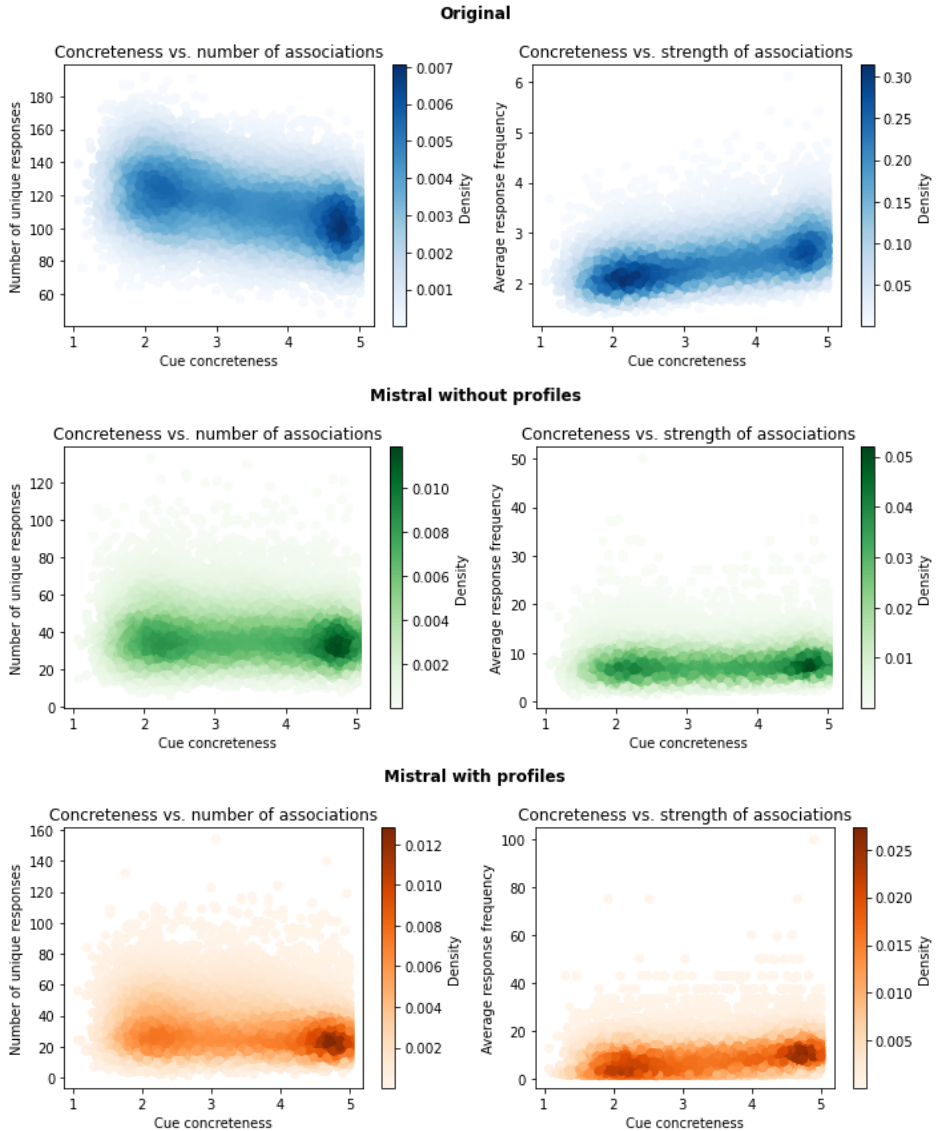 Original
Concreteness vs. number of associations
Number of unique responses
180
160
140
120
100
80
60
1 2 3 4 5
Cue concreteness
0.007
0.006
0.005
0.004
0.003
0.002
0.001
Density
Concreteness vs. strength of associations
Average response frequency
6
5
4
3
2
1 2 3 4 5
Cue concreteness
0.30
0.25
0.20
0.15
0.10
0.05
Density
Mistral without profiles
Concreteness vs. number of associations
Number of unique responses
120
100
80
60
40
20
0
1 2 3 4 5
Cue concreteness
0.010
0.008
0.006
0.004
0.002
Density
Concreteness vs. strength of associations
Average response frequency
50
40
30
20
10
0
1 2 3 4 5
Cue concreteness
0.05
0.04
0.03
0.02
0.01
Density
Mistral with profiles
Concreteness vs. number of associations
Number of unique responses
160
140
120
100
80
60
40
20
0
1 2 3 4 5
Cue concreteness
0.012
0.010
0.008
0.006
0.004
0.002
Density
Concreteness vs. strength of associations
Average response frequency
100
80
60
40
20
0
1 2 3 4 5
Cue concreteness
0.025
0.020
0.015
0.010
0.005
Density